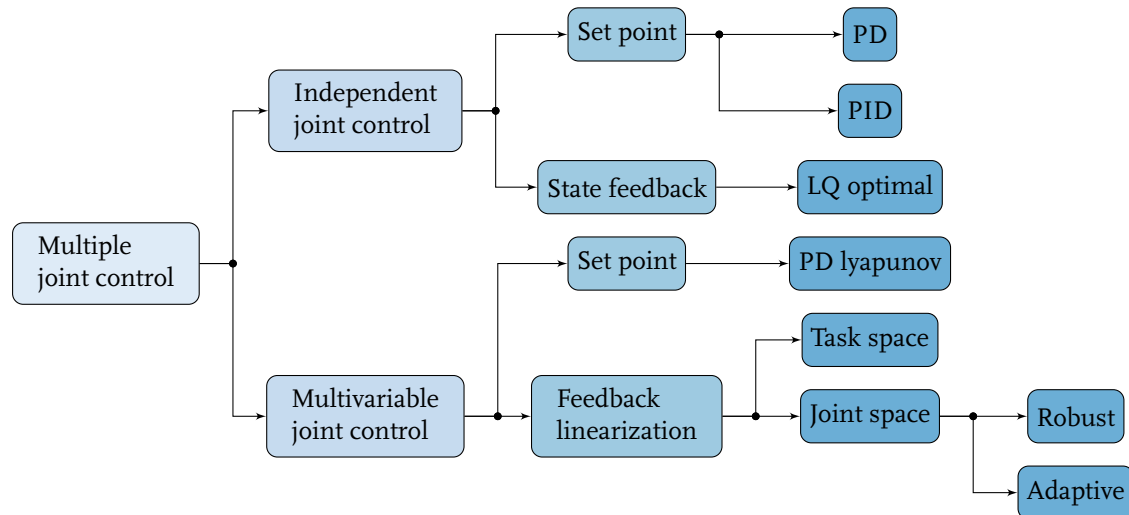 Set point
PD
Independent
joint control
PID
State feedback
LQ optimal
Multiple
joint control
Set point
PD lyapunov
Task space
Multivariable
joint control
Feedback
linearization
Joint space
Robust
Adaptive